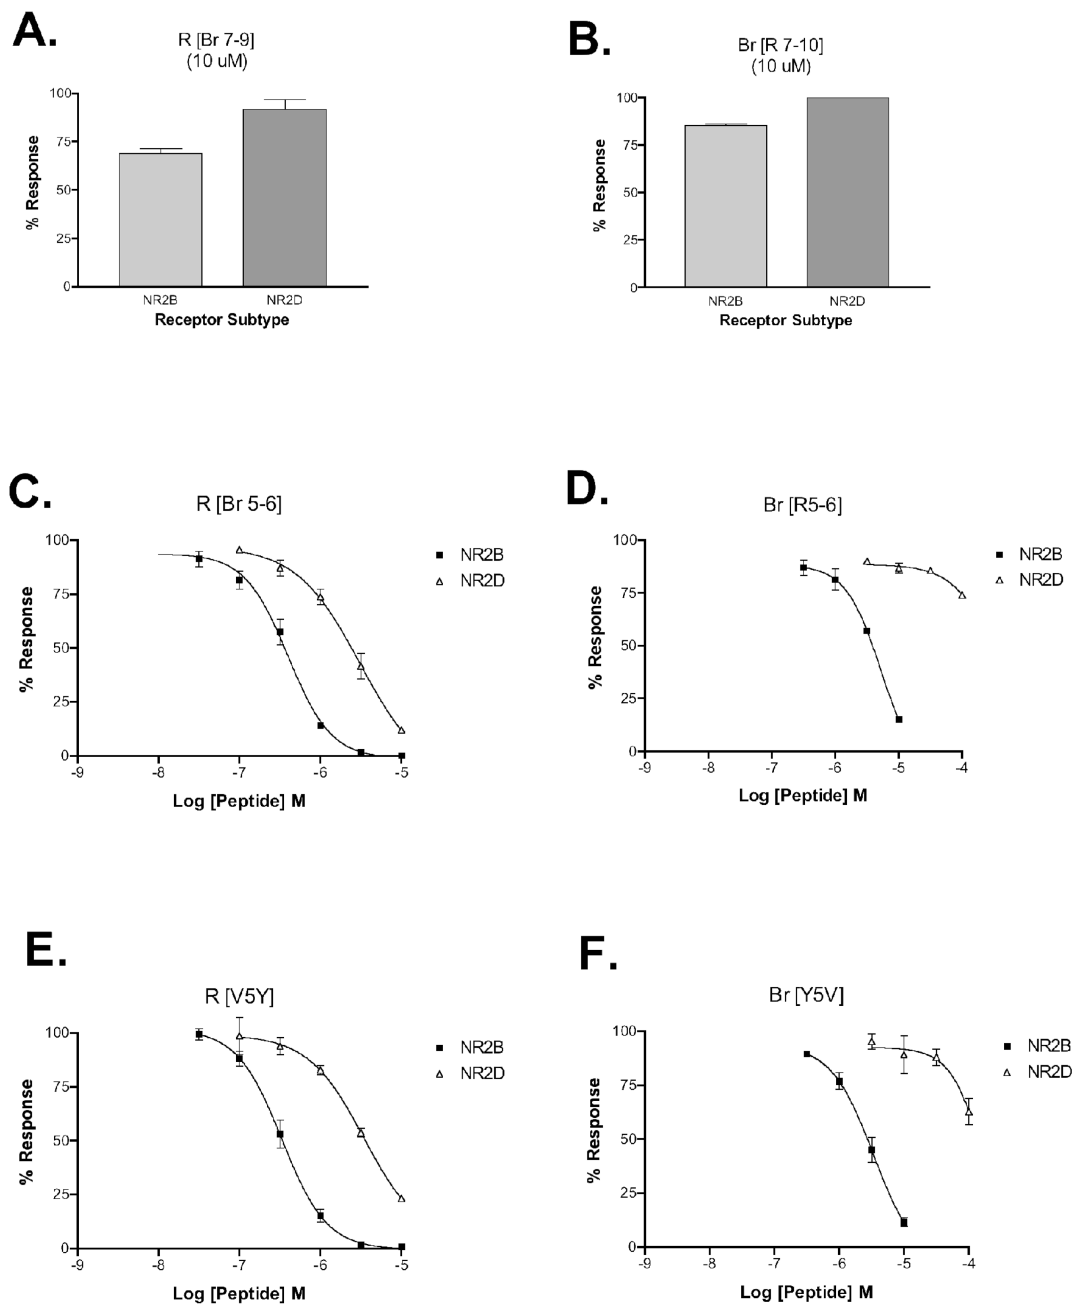 A.
R [Br 7-9]
(10 uM)
100
75
50
25
0
% Response
NR2B NR2D
Receptor Subtype
B.
Br [R 7-10]
(10 uM)
100
75
50
25
0
% Response
NR2B NR2D
Receptor Subtype
C.
R [Br 5-6]
100
75
50
25
0
% Response
-9 -8 -7 -6 -5
Log [Peptide] M
NR2B
NR2D
D.
Br [R5-6]
100
75
50
25
0
% Response
-9 -8 -7 -6 -5 -4
Log [Peptide] M
NR2B
NR2D
E.
R [V5Y]
100
75
50
25
0
% Response
-9 -8 -7 -6 -5
Log [Peptide] M
NR2B
NR2D
F.
Br [Y5V]
100
75
50
25
0
% Response
-9 -8 -7 -6 -5 -4
Log [Peptide] M
NR2B
NR2D